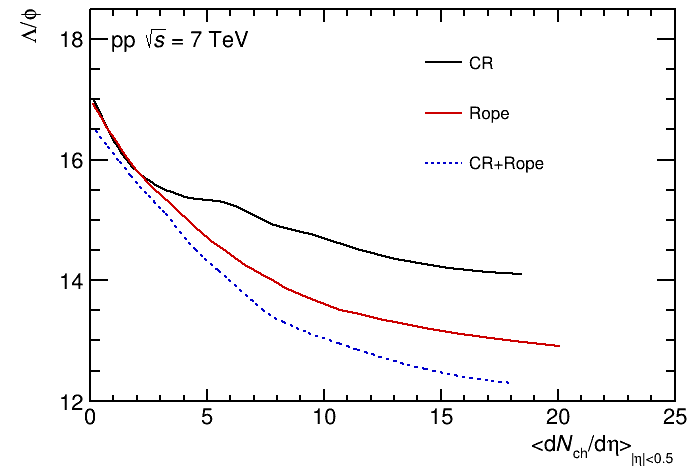 Λ/φ
pp √s = 7 TeV
CR
Rope
CR+Rope
18
16
14
12
0 5 10 15 20 25
<dNch/dη>|η|<0.5